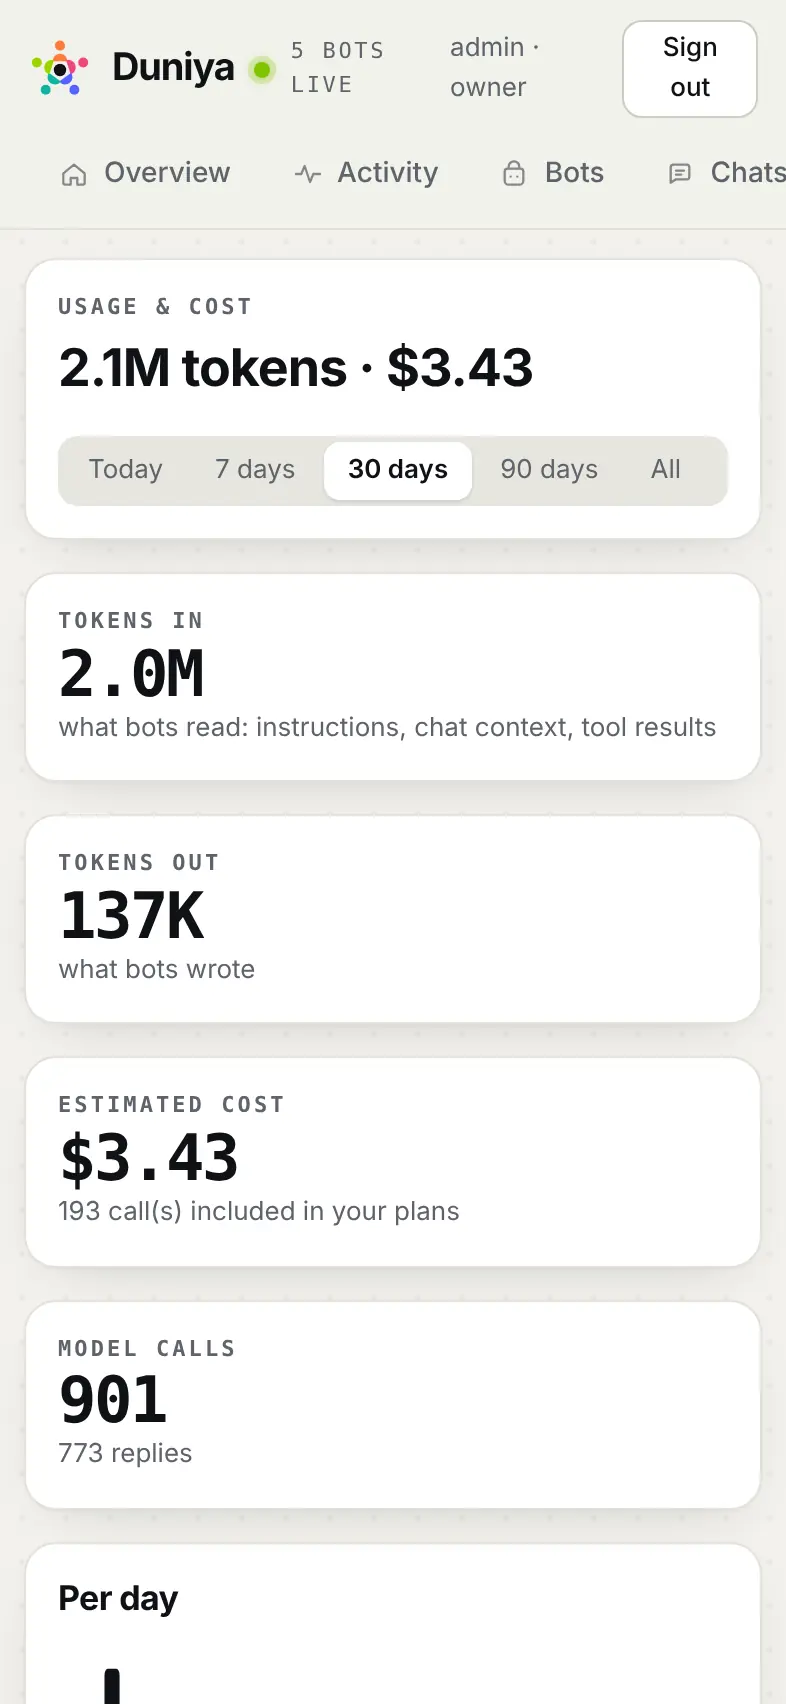 Duniya
5 BOTS
LIVE
admin ·
owner
Sign
out
Overview
Activity
Bots
Chats
USAGE & COST
2.1M tokens · $3.43
Today
7 days
30 days
90 days
All
TOKENS IN
2.0M
what bots read: instructions, chat context, tool results
TOKENS OUT
137K
what bots wrote
ESTIMATED COST
$3.43
193 call(s) included in your plans
MODEL CALLS
901
773 replies
Per day